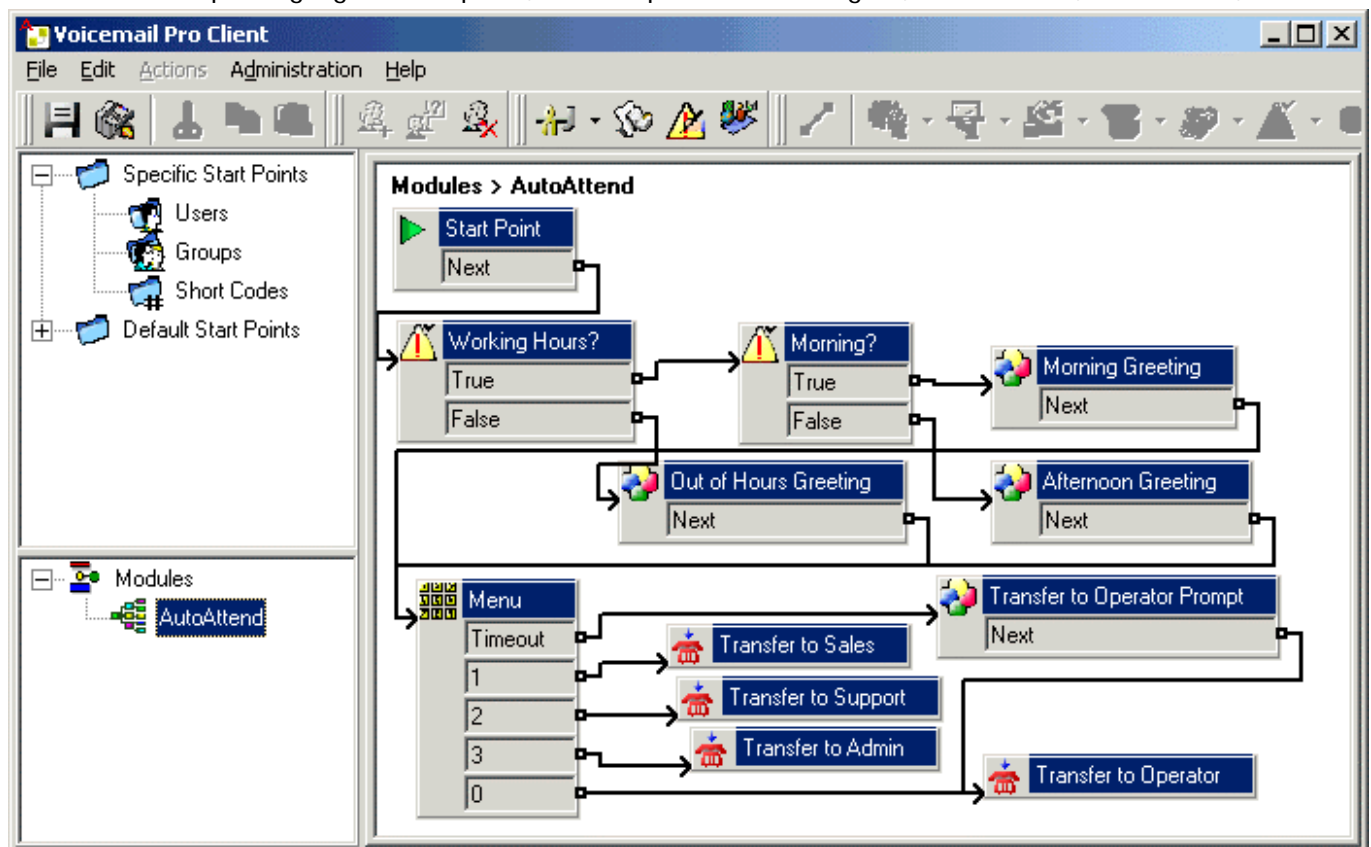 Voicemail Pro Client
File Edit Actions Administration Help
Specific Start Points
Users
Groups
Short Codes
Default Start Points
Modules
AutoAttend
Modules > AutoAttend
Start Point
Next
Working Hours?
True
False
Morning?
True
False
Morning Greeting
Next
Out of Hours Greeting
Next
Afternoon Greeting
Next
Menu
Timeout
1
2
3
0
Transfer to Operator Prompt
Next
Transfer to Sales
Transfer to Support
Transfer to Admin
Transfer to Operator